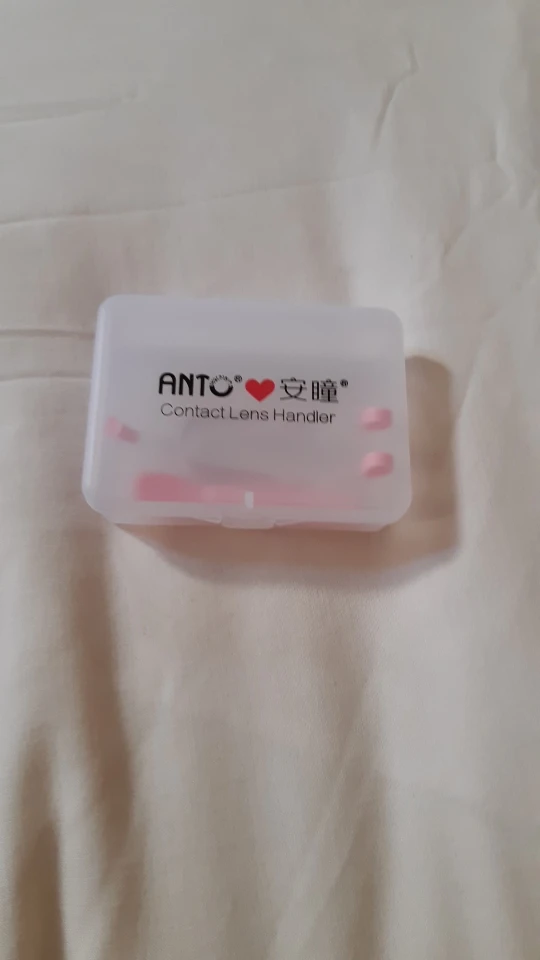 ANTO® ❤ 安瞳®
Contact Lens Handler